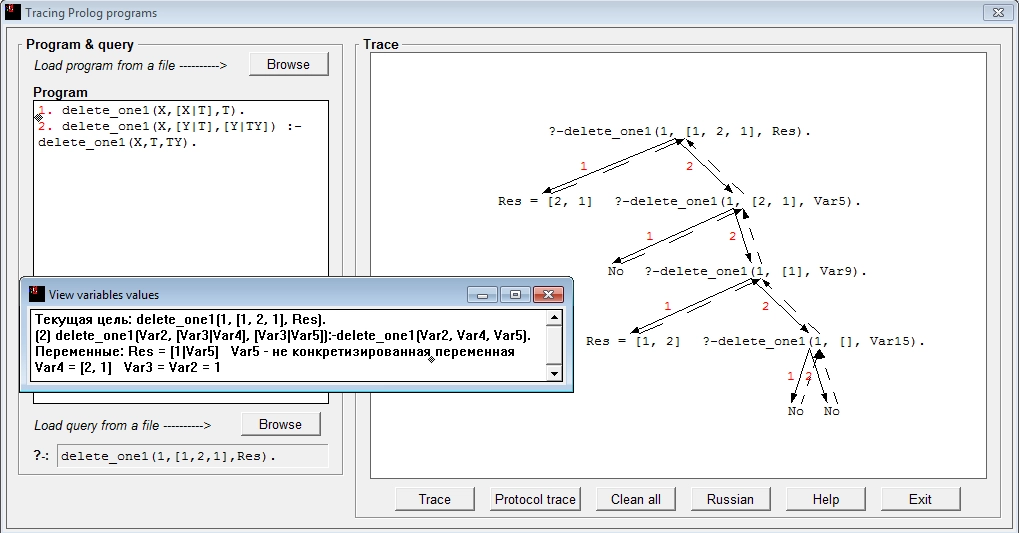 Tracing Prolog programs
Program & query
Load program from a file ---------->
Browse
Program
1. delete_one1(X,[X|T],T).
2. delete_one1(X,[Y|T],[Y|TY]) :-
delete_one1(X,T,TY).
View variables values
Текущая цель: delete_one1(1, [1, 2, 1], Res).
(2) delete_one1(Var2, [Var3|Var4], [Var3|Var5]):-delete_one1(Var2, Var4, Var5).
Переменные: Res = [1|Var5]   Var5 - не конкретизированная переменная
Var4 = [2, 1]   Var3 = Var2 = 1
Load query from a file ---------->
Browse
?-:
delete_one1(1,[1,2,1],Res).
Trace
?-delete_one1(1, [1, 2, 1], Res).
1
2
Res = [2, 1]
?-delete_one1(1, [2, 1], Var5).
1
2
No
?-delete_one1(1, [1], Var9).
1
2
Res = [1, 2]
?-delete_one1(1, [], Var15).
1
2
No
No
Trace
Protocol trace
Clean all
Russian
Help
Exit